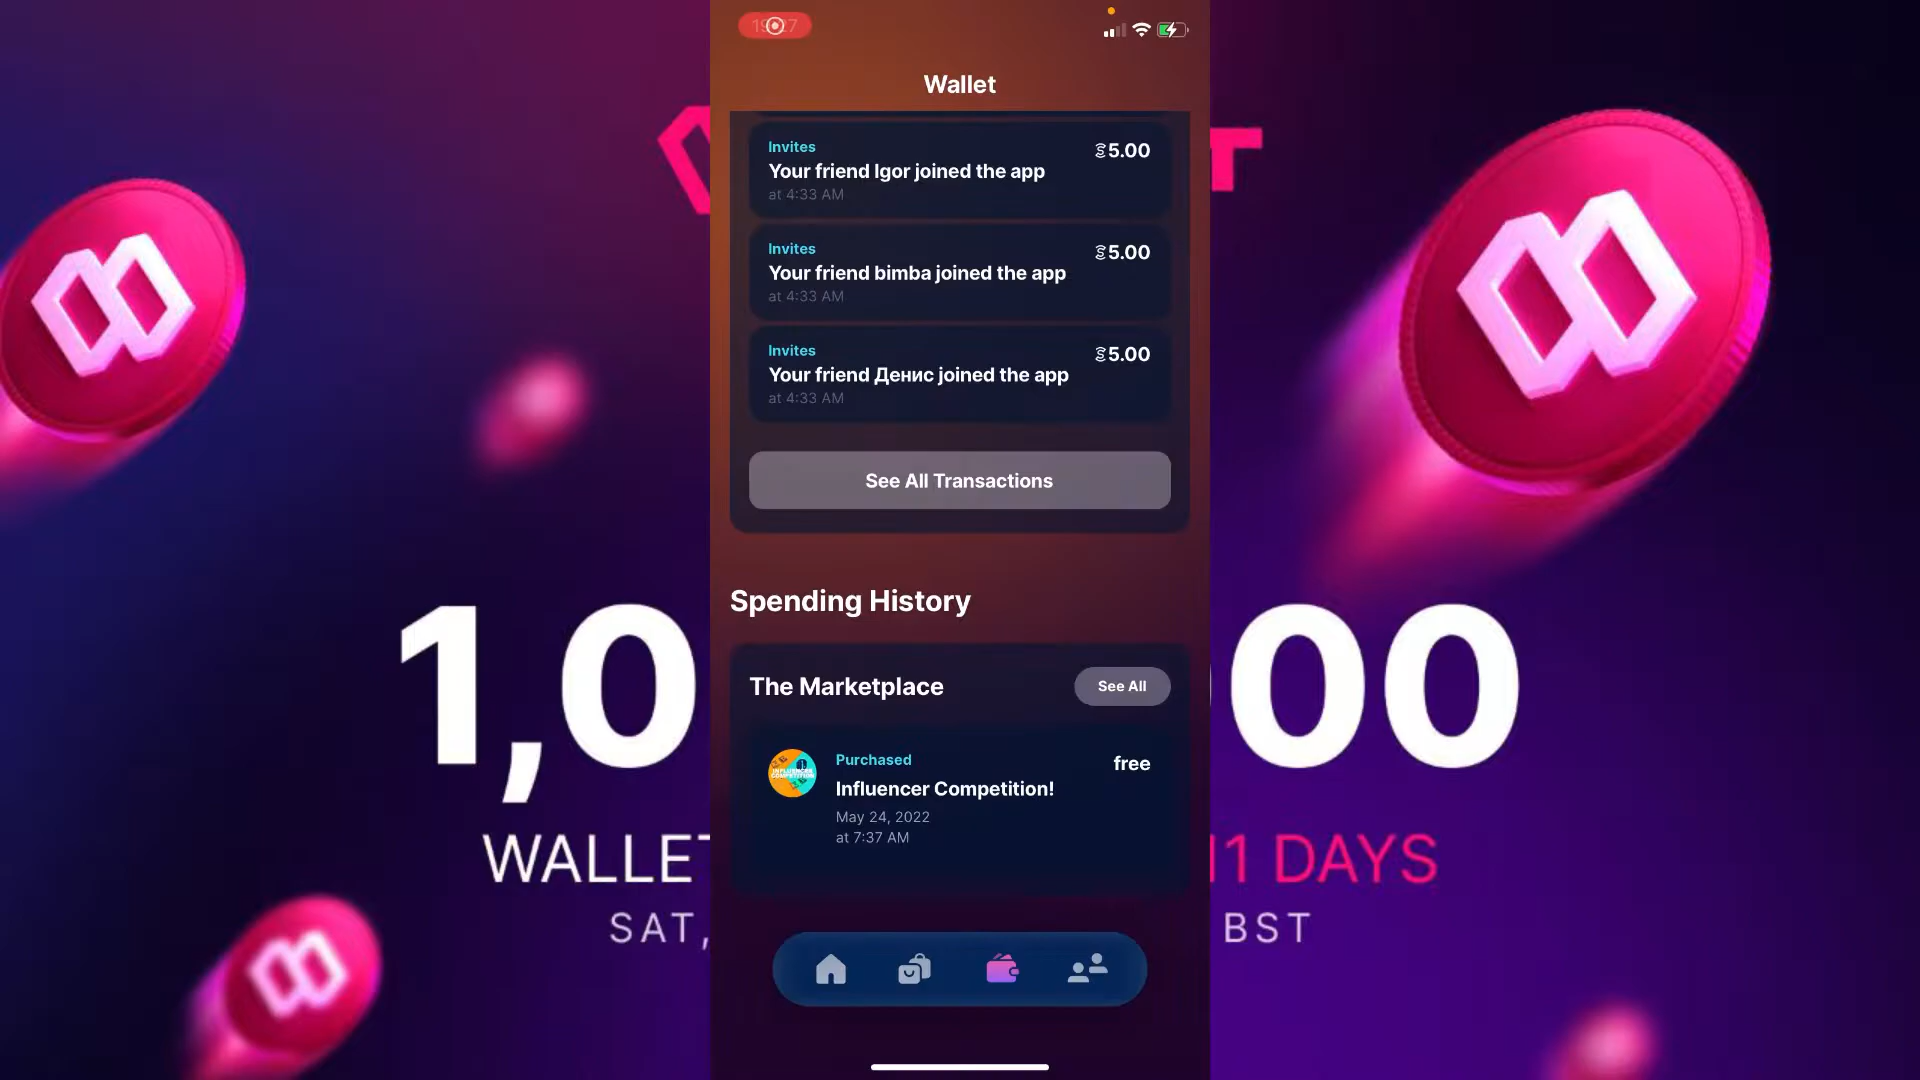 Wallet
Invites
5.00
Your friend Igor joined the app
at 4:33 AM
Invites
5.00
Your friend bimba joined the app
at 4:33 AM
Invites
5.00
Your friend Денис joined the app
at 4:33 AM
See All Transactions
Spending History
The Marketplace
See All
Purchased
free
Influencer Competition!
May 24, 2022
at 7:37 AM
1,0
00
WALLET
11 DAYS
SAT,
BST